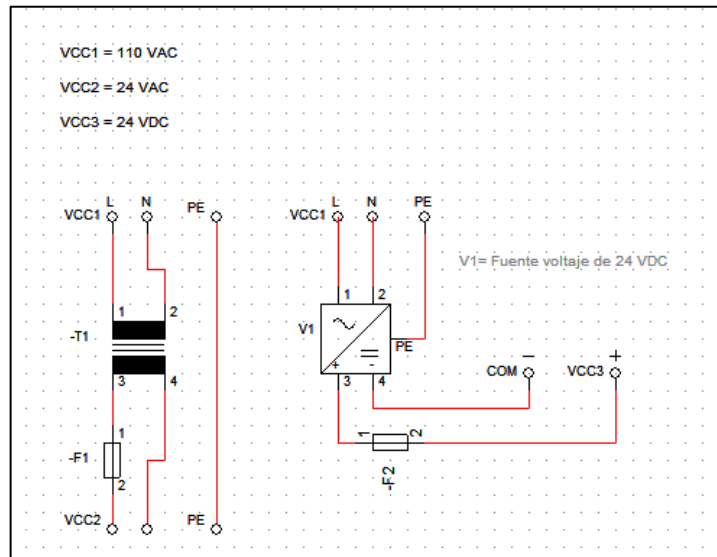 VCC1 = 110 VAC
VCC2 = 24 VAC
VCC3 = 24 VDC
L N PE L N PE
VCC1 VCC1
V1= Fuente voltaje de 24 VDC
1 2 1 2
-T1 V1 PE
+ -
3 4 3 4
COM - VCC3 +
1 1 2
-F1 -F2
2
VCC2 PE